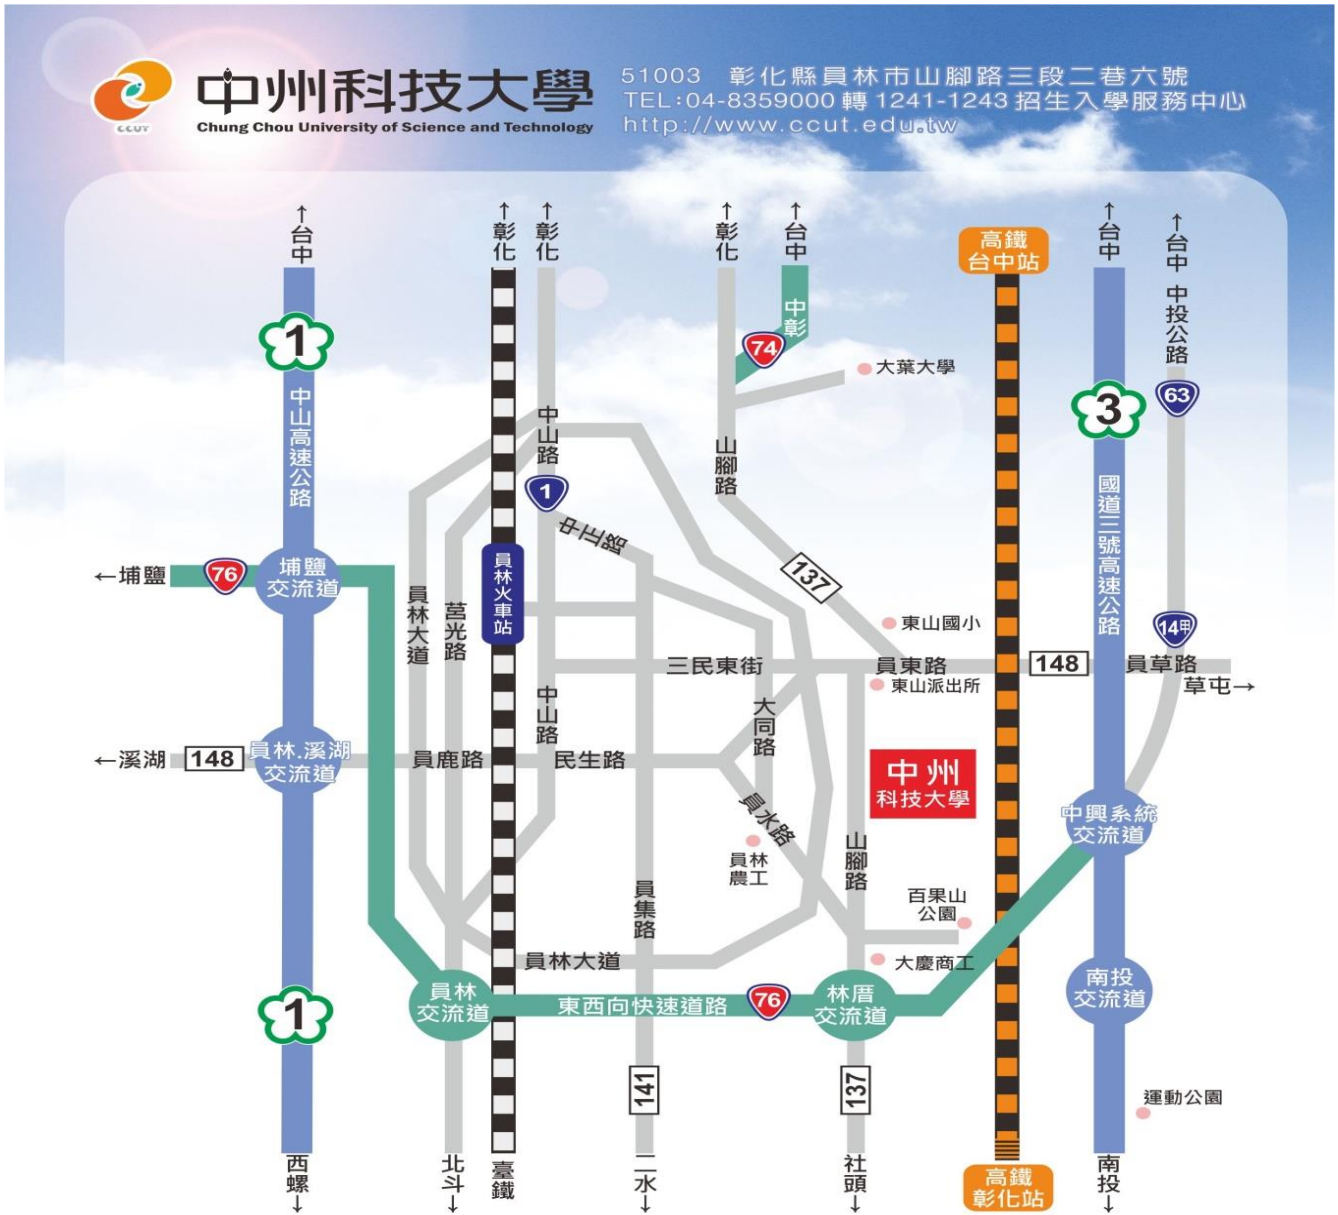 中州科技大學
Chung Chou University of Science and Technology
CCUT
51003 彰化縣員林市山腳路三段二巷六號
TEL:04-8359000 轉 1241-1243 招生入學服務中心
http://www.ccut.edu.tw
↑台中
↑彰化
↑彰化
↑彰化
↑台中
高鐵
台中站
↑台中
↑台中 中投公路
中彰
1
74
大葉大學
63
3
中山高速公路
中山路
山腳路
1
中正路
國道三號高速公路
←埔鹽
76
埔鹽
交流道
員林大道
莒光路
員林火車站
137
東山國小
14甲
三民東街
員東路
148
員草路
草屯→
東山派出所
中山路
大同路
←溪湖
148
員林.溪湖
交流道
員鹿路
民生路
中州
科技大學
員水路
山腳路
中興系統
交流道
員林
農工
員集路
百果山
公園
員林大道
大慶商工
員林
交流道
東西向快速道路
76
林厝
交流道
南投
交流道
1
141
137
運動公園
西螺↓
北斗↓
臺鐵
二水↓
社頭↓
高鐵
彰化站
南投↓